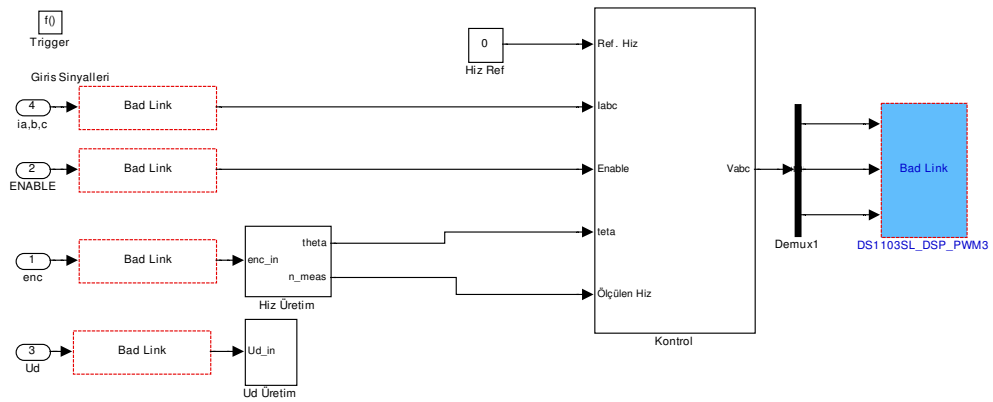 f()
Trigger
0
Hiz Ref
Giris Sinyalleri
4
ia,b,c
Bad Link
2
ENABLE
Bad Link
1
enc
Bad Link
enc_in
theta
n_meas
Hiz Üretim
3
Ud
Bad Link
Ud_in
Ud Üretim
Ref. Hiz
Iabc
Enable
teta
Ölçülen Hiz
Vabc
Kontrol
Demux1
Bad Link
DS1103SL_DSP_PWM3